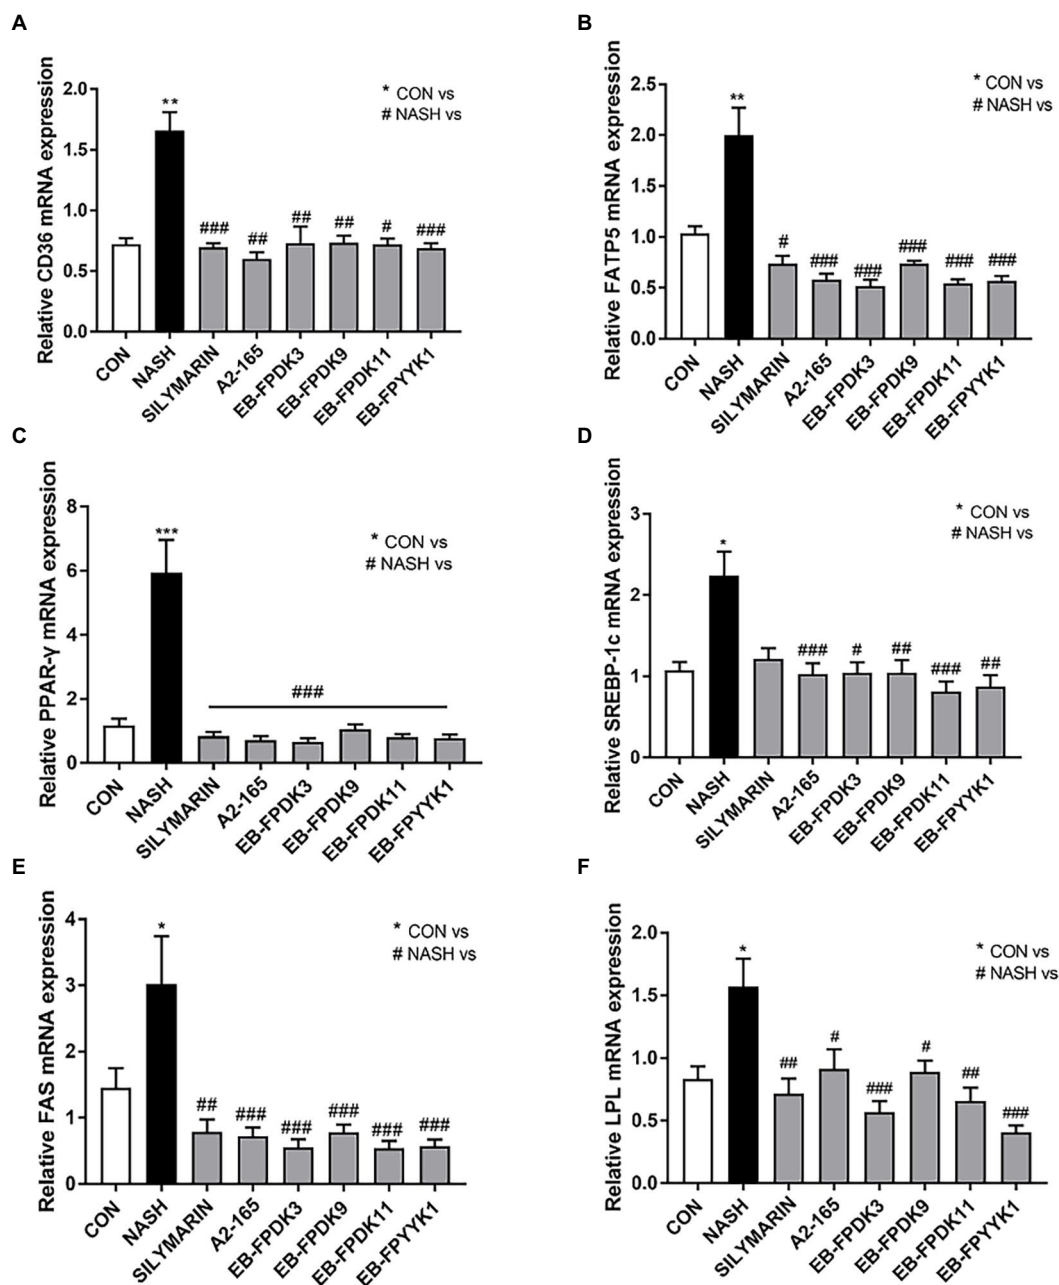 A
Relative CD36 mRNA expression
2.0
1.5
1.0
0.5
0.0
* CON vs
# NASH vs
**
###
##
##
##
#
###
CON
NASH
SILYMARIN
A2-165
EB-FPDK3
EB-FPDK9
EB-FPDK11
EB-FPYYK1
B
Relative FATP5 mRNA expression
2.5
2.0
1.5
1.0
0.5
0.0
* CON vs
# NASH vs
**
#
###
###
###
###
###
CON
NASH
SILYMARIN
A2-165
EB-FPDK3
EB-FPDK9
EB-FPDK11
EB-FPYYK1
C
Relative PPAR-γ mRNA expression
8
6
4
2
0
* CON vs
# NASH vs
***
###
CON
NASH
SILYMARIN
A2-165
EB-FPDK3
EB-FPDK9
EB-FPDK11
EB-FPYYK1
D
Relative SREBP-1c mRNA expression
3
2
1
0
* CON vs
# NASH vs
*
###
#
##
###
##
CON
NASH
SILYMARIN
A2-165
EB-FPDK3
EB-FPDK9
EB-FPDK11
EB-FPYYK1
E
Relative FAS mRNA expression
4
3
2
1
0
* CON vs
# NASH vs
*
##
###
###
###
###
###
CON
NASH
SILYMARIN
A2-165
EB-FPDK3
EB-FPDK9
EB-FPDK11
EB-FPYYK1
F
Relative LPL mRNA expression
2.0
1.5
1.0
0.5
0.0
* CON vs
# NASH vs
*
##
#
###
#
##
###
CON
NASH
SILYMARIN
A2-165
EB-FPDK3
EB-FPDK9
EB-FPDK11
EB-FPYYK1